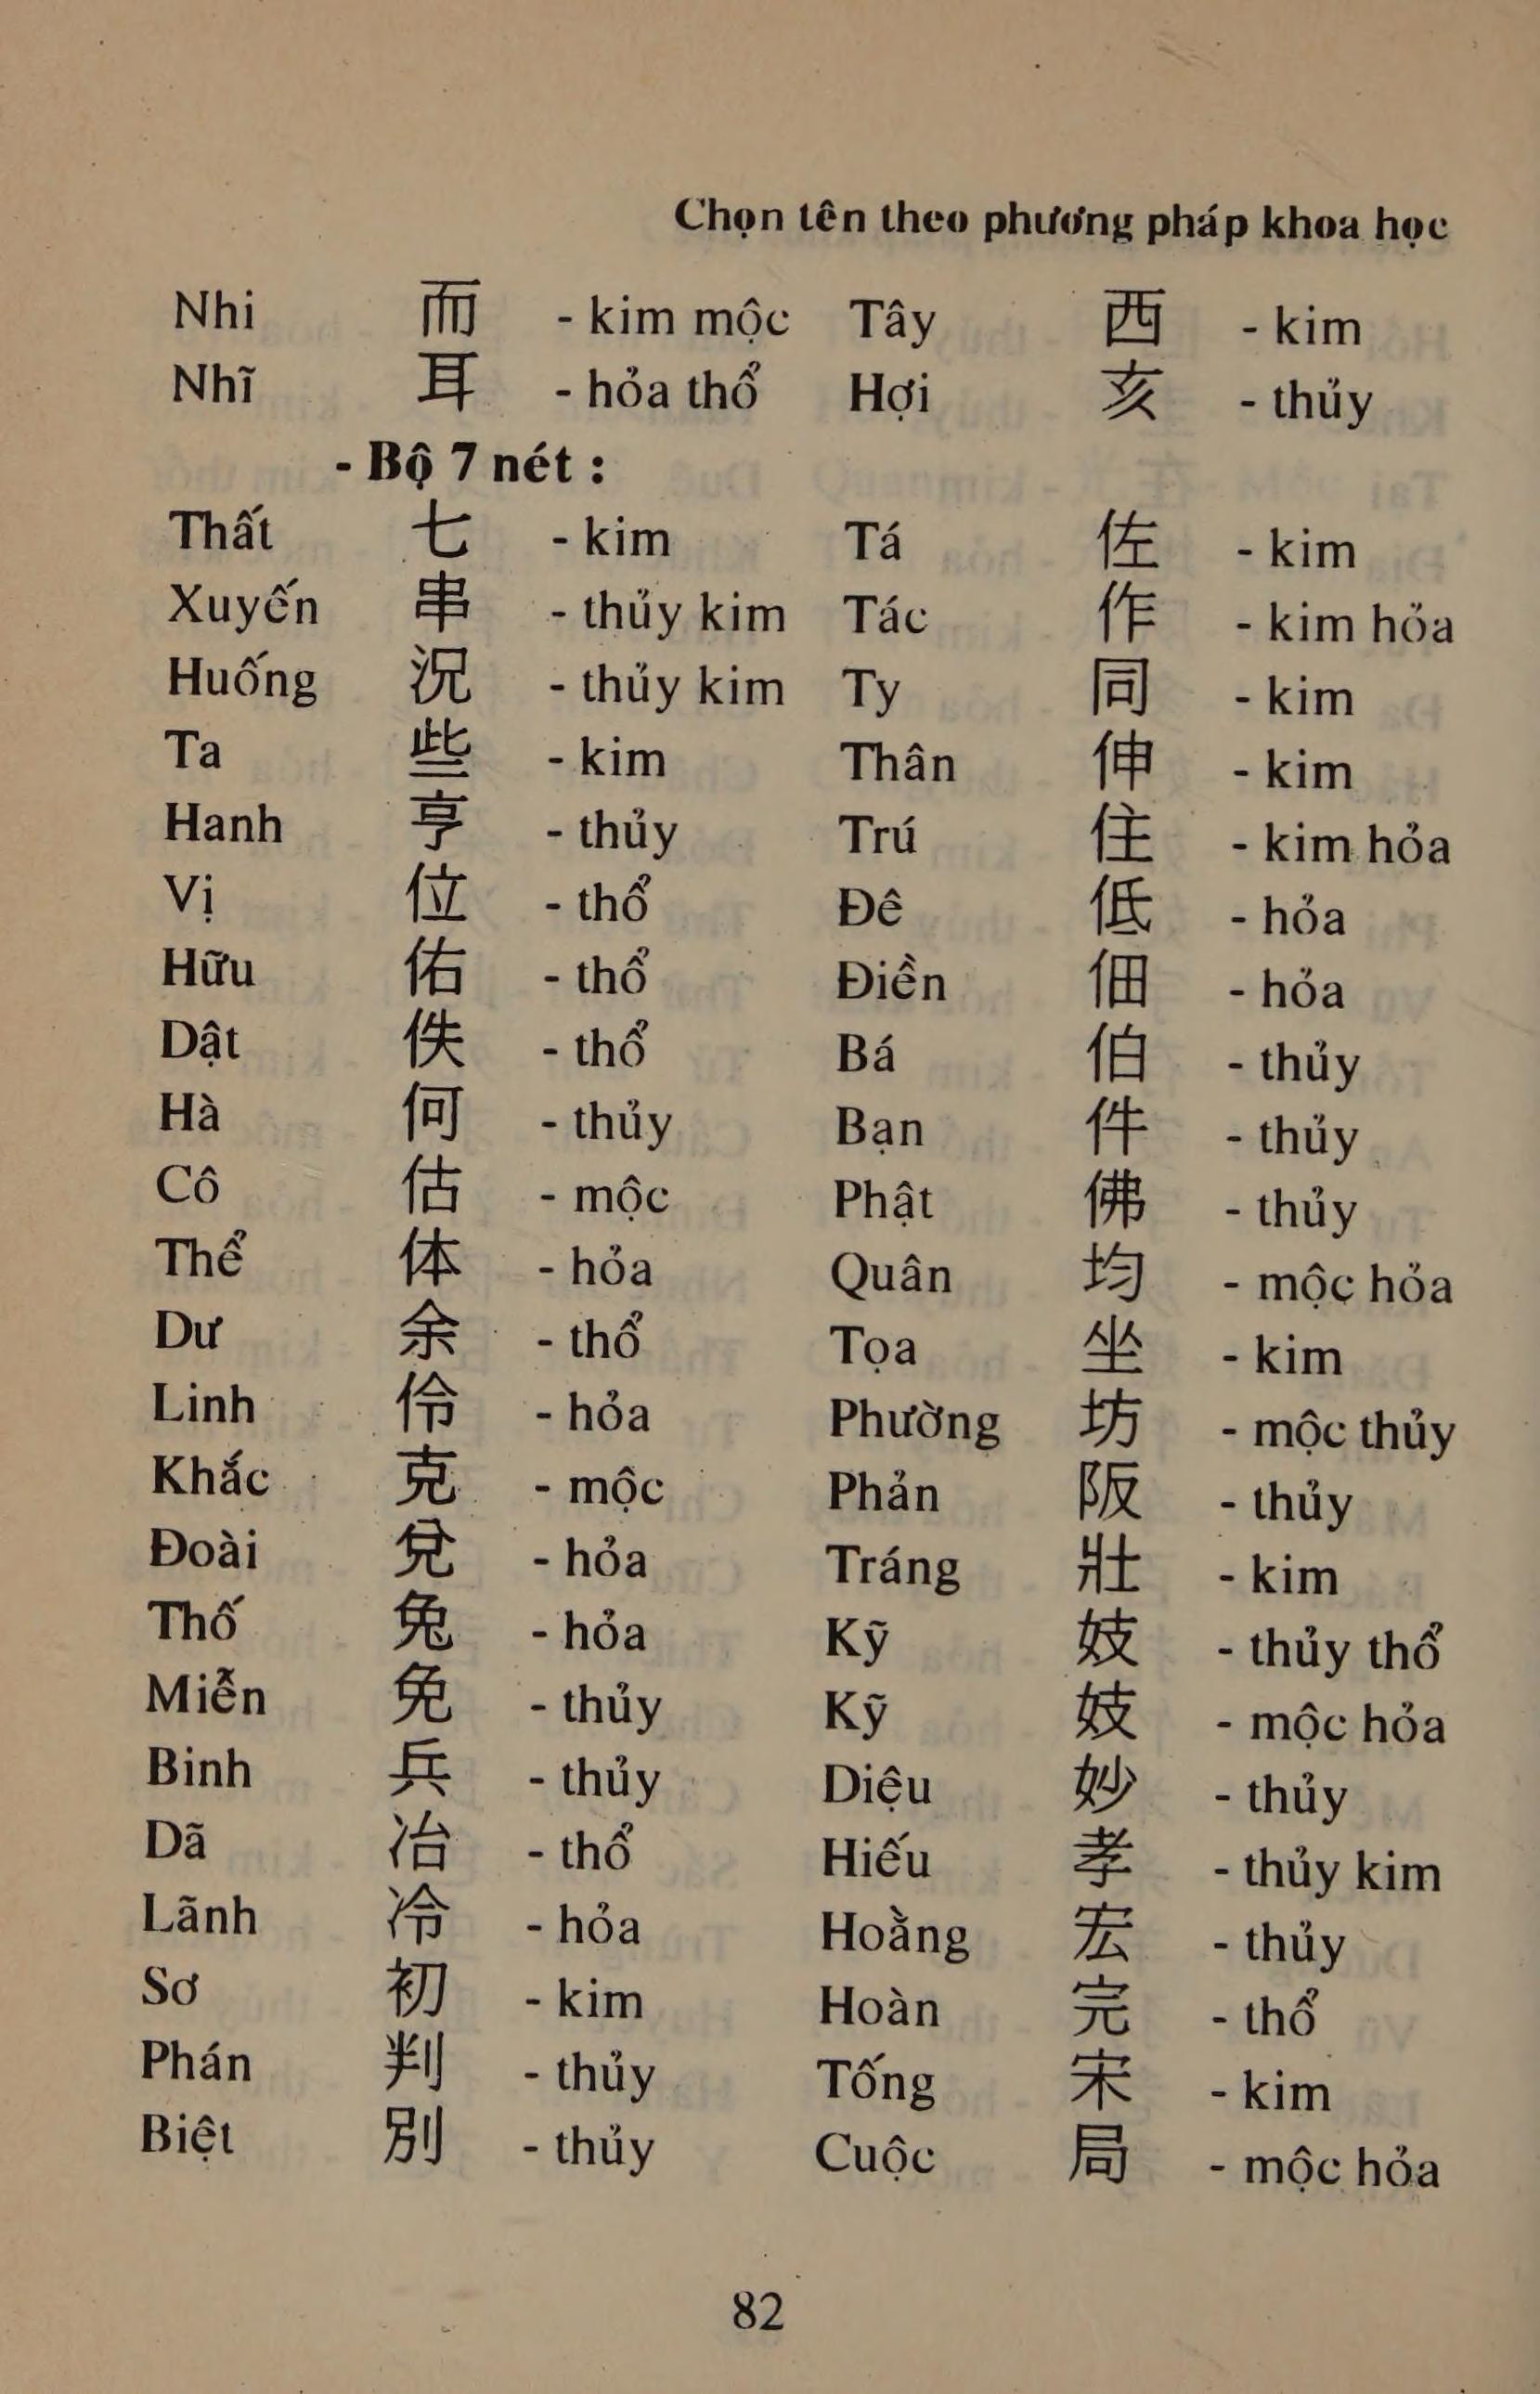 Chọn tên theo phương pháp khoa học
Nhi 而 - kim mộc Tây 西 - kim
Nhĩ 耳 - hỏa thổ Hợi 亥 - thủy
- Bộ 7 nét :
Thất 七 - kim Tá 佐 - kim
Xuyến 串 - thủy kim Tác 作 - kim hỏa
Huống 況 - thủy kim Ty 同 - kim
Ta 些 - kim Thân 伸 - kim
Hanh 亨 - thủy Trú 住 - kim hỏa
Vị 位 - thổ Đê 低 - hỏa
Hữu 佑 - thổ Điền 佃 - hỏa
Dật 佚 - thổ Bá 伯 - thủy
Hà 何 - thủy Bạn 件 - thủy
Cô 估 - mộc Phật 佛 - thủy
Thể 体 - hỏa Quân 均 - mộc hỏa
Dư 余 - thổ Tọa 坐 - kim
Linh 伶 - hỏa Phường 坊 - mộc thủy
Khắc 克 - mộc Phản 阪 - thủy
Đoài 兌 - hỏa Tráng 壯 - kim
Thố 兔 - hỏa Kỹ 妓 - thủy thổ
Miễn 免 - thủy Kỹ 妓 - mộc hỏa
Binh 兵 - thủy Diệu 妙 - thủy
Dã 冶 - thổ Hiếu 孝 - thủy kim
Lãnh 冷 - hỏa Hoằng 宏 - thủy
Sơ 初 - kim Hoàn 完 - thổ
Phán 判 - thủy Tống 宋 - kim
Biệt 別 - thủy Cuộc 局 - mộc hỏa
82